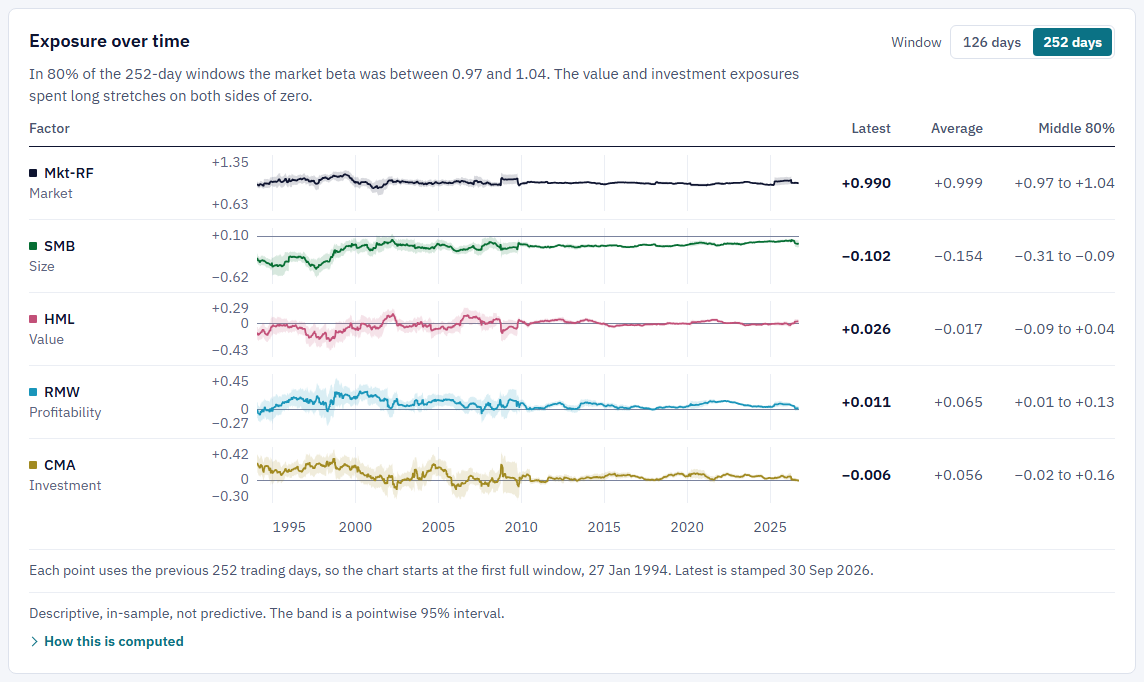 Exposure over time
Window 126 days 252 days
In 80% of the 252-day windows the market beta was between 0.97 and 1.04. The value and investment exposures
spent long stretches on both sides of zero.
Factor Latest Average Middle 80%
Mkt-RF
Market
+1.35
+0.63
+0.990 +0.999 +0.97 to +1.04
SMB
Size
+0.10
−0.62
−0.102 −0.154 −0.31 to −0.09
HML
Value
+0.29
0
−0.43
+0.026 −0.017 −0.09 to +0.04
RMW
Profitability
+0.45
0
−0.27
+0.011 +0.065 +0.01 to +0.13
CMA
Investment
+0.42
0
−0.30
−0.006 +0.056 −0.02 to +0.16
1995 2000 2005 2010 2015 2020 2025
Each point uses the previous 252 trading days, so the chart starts at the first full window, 27 Jan 1994. Latest is stamped 30 Sep 2026.
Descriptive, in-sample, not predictive. The band is a pointwise 95% interval.
How this is computed